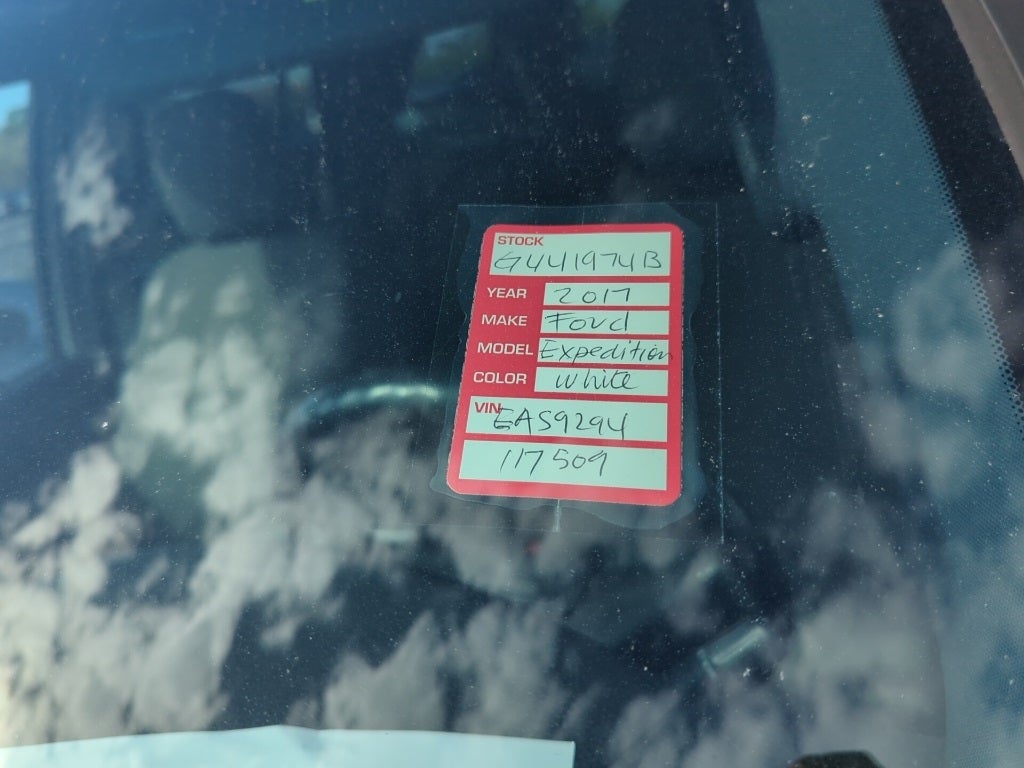 STOCK
G441974B
YEAR 2017
MAKE Ford
MODEL Expedition
COLOR White
VIN EA59294
117509